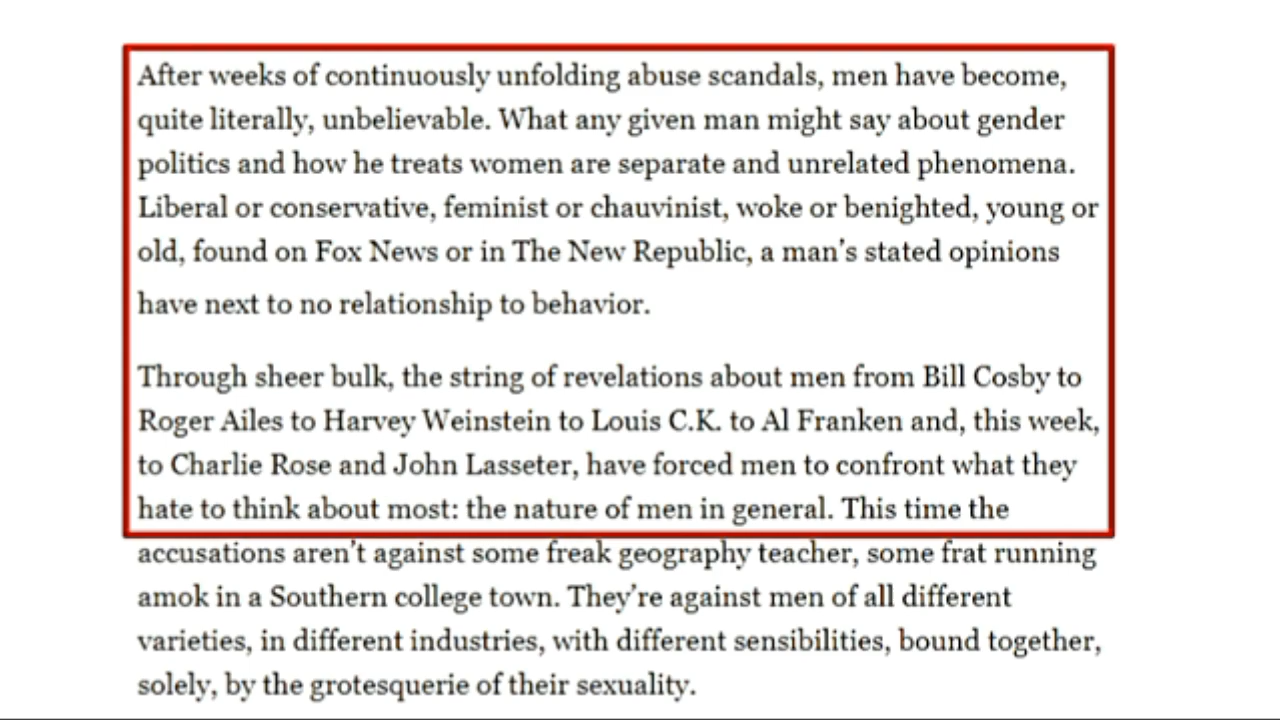 After weeks of continuously unfolding abuse scandals, men have become,
quite literally, unbelievable. What any given man might say about gender
politics and how he treats women are separate and unrelated phenomena.
Liberal or conservative, feminist or chauvinist, woke or benighted, young or
old, found on Fox News or in The New Republic, a man’s stated opinions
have next to no relationship to behavior.
Through sheer bulk, the string of revelations about men from Bill Cosby to
Roger Ailes to Harvey Weinstein to Louis C.K. to Al Franken and, this week,
to Charlie Rose and John Lasseter, have forced men to confront what they
hate to think about most: the nature of men in general. This time the
accusations aren’t against some freak geography teacher, some frat running
amok in a Southern college town. They’re against men of all different
varieties, in different industries, with different sensibilities, bound together,
solely, by the grotesquerie of their sexuality.